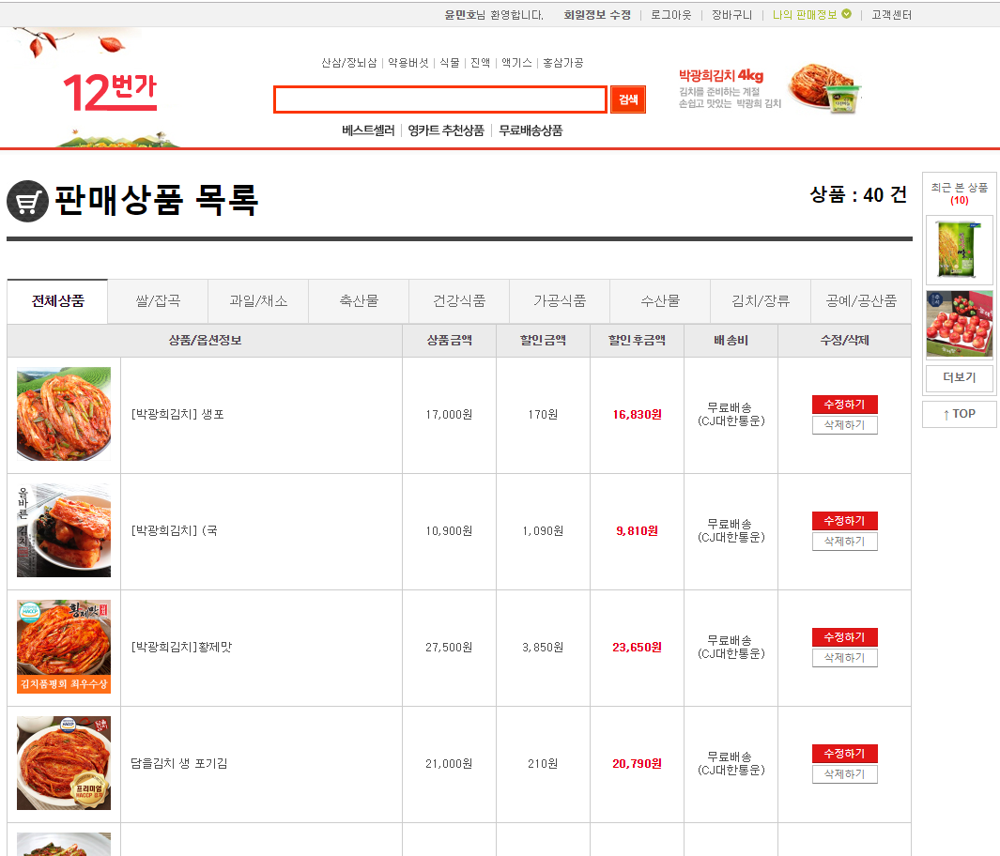 윤민호님 환영합니다. 회원정보 수정 | 로그아웃 | 장바구니 | 나의 판매정보 | 고객센터
산삼/장뇌삼 | 약용버섯 | 식물 | 진액 | 액기스 | 홍삼가공
12번가
검색
베스트셀러 | 영카트 추천상품 | 무료배송상품
박광희김치 4kg
김치를 준비하는 계절
손쉽고 맛있는 박광희 김치
판매상품 목록
상품 : 40 건
최근 본 상품
(10)
더보기
↑ TOP
전체상품 쌀/잡곡 과일/채소 축산물 건강식품 가공식품 수산물 김치/장류 공예/공산품
상품/옵션정보 상품금액 할인금액 할인후금액 배송비 수정/삭제
[박광희김치] 생포 17,000원 170원 16,830원 무료배송
(CJ대한통운)
수정하기
삭제하기
올바른 김치
[박광희김치] (국 10,900원 1,090원 9,810원 무료배송
(CJ대한통운)
수정하기
삭제하기
HACCP
황제맛
김치품평회 최우수상
[박광희김치]황제맛 27,500원 3,850원 23,650원 무료배송
(CJ대한통운)
수정하기
삭제하기
프리미엄
담을김치 생 포기김 21,000원 210원 20,790원 무료배송
(CJ대한통운)
수정하기
삭제하기